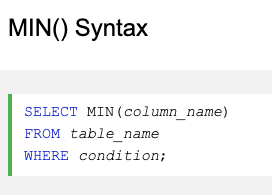 MIN() Syntax
SELECT MIN(column_name)
FROM table_name
WHERE condition;